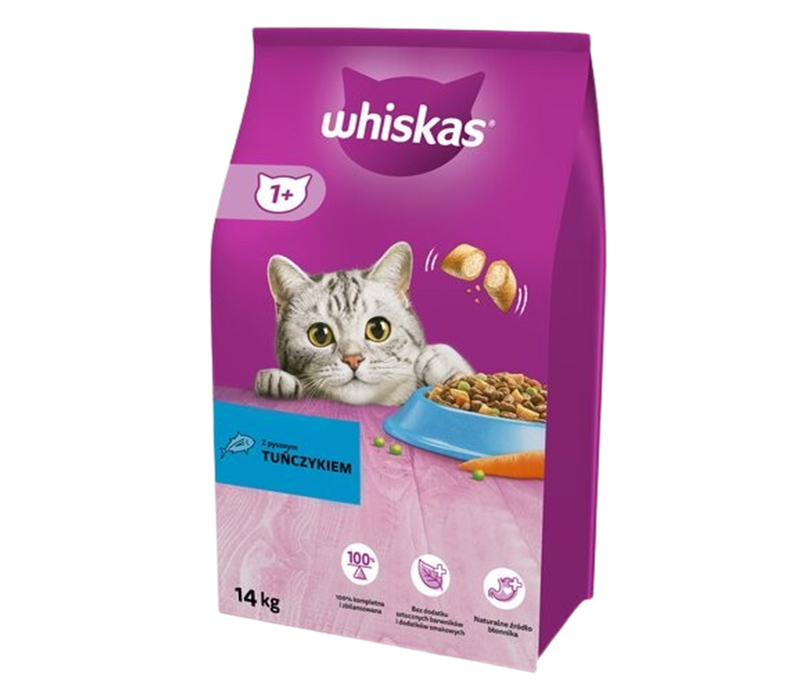 whiskas®
1+
Z pysznym
TUŃCZYKIEM
100%
100% kompletna
i zbilansowana
Bez dodatku
sztucznych barwników
i dodatków smakowych
Naturalne źródło
błonnika
14 kg